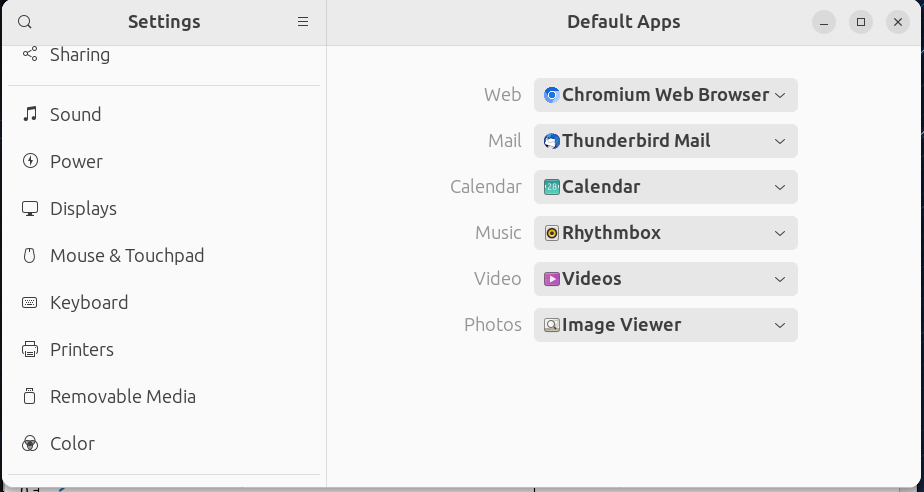 Settings
Default Apps
Sharing
Sound
Power
Displays
Mouse & Touchpad
Keyboard
Printers
Removable Media
Color
Web Chromium Web Browser
Mail Thunderbird Mail
Calendar 28 Calendar
Music Rhythmbox
Video Videos
Photos Image Viewer